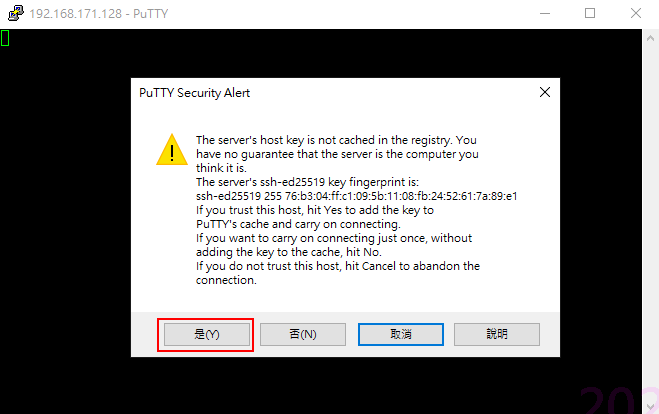 192.168.171.128 - PuTTY
PuTTY Security Alert
The server's host key is not cached in the registry. You
have no guarantee that the server is the computer you
think it is.
The server's ssh-ed25519 key fingerprint is:
ssh-ed25519 255 76:b3:04:ff:c1:09:5b:11:08:fb:24:52:61:7a:89:e1
If you trust this host, hit Yes to add the key to
PuTTY's cache and carry on connecting.
If you want to carry on connecting just once, without
adding the key to the cache, hit No.
If you do not trust this host, hit Cancel to abandon the
connection.
是(Y) 否(N) 取消 說明